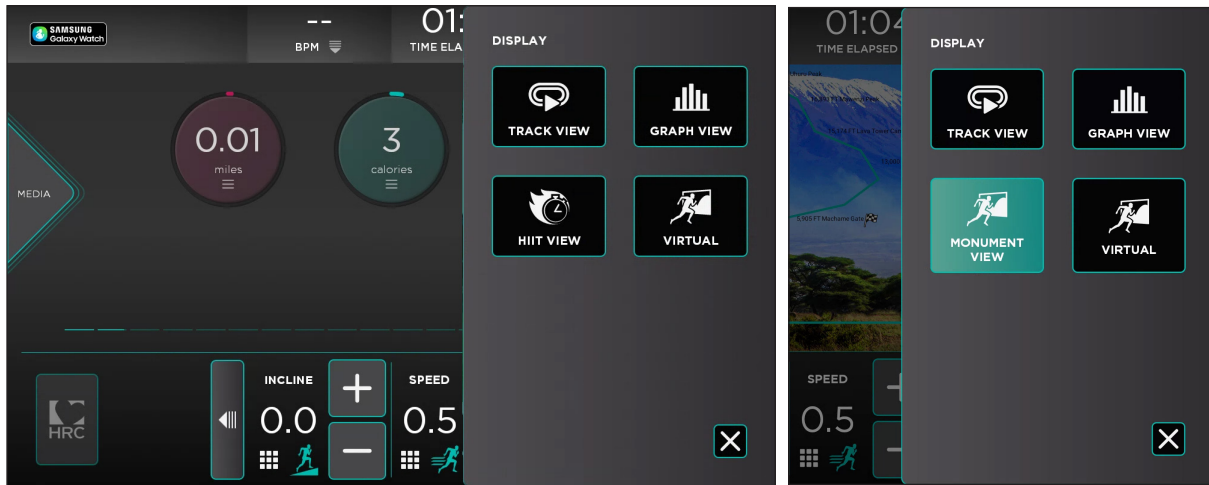 SAMSUNG
Galaxy Watch
--
BPM
01:
TIME ELA
0.01
miles
3
calories
MEDIA
HRC
INCLINE
0.0
SPEED
0.5
DISPLAY
TRACK VIEW
GRAPH VIEW
HIIT VIEW
VIRTUAL
01:04
TIME ELAPSED
SPEED
0.5
DISPLAY
TRACK VIEW
GRAPH VIEW
MONUMENT
VIEW
VIRTUAL